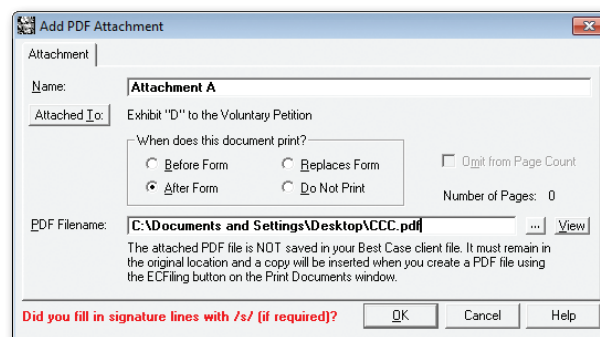 Add PDF Attachment
Attachment
Name: Attachment A
Attached To: Exhibit "D" to the Voluntary Petition
When does this document print?
Before Form Replaces Form Omit from Page Count
After Form Do Not Print
Number of Pages: 0
PDF Filename: C:\Documents and Settings\Desktop\CCC.pdf ... View
The attached PDF file is NOT saved in your Best Case client file. It must remain in
the original location and a copy will be inserted when you create a PDF file using
the ECFiling button on the Print Documents window.
Did you fill in signature lines with /s/ (if required)? OK Cancel Help